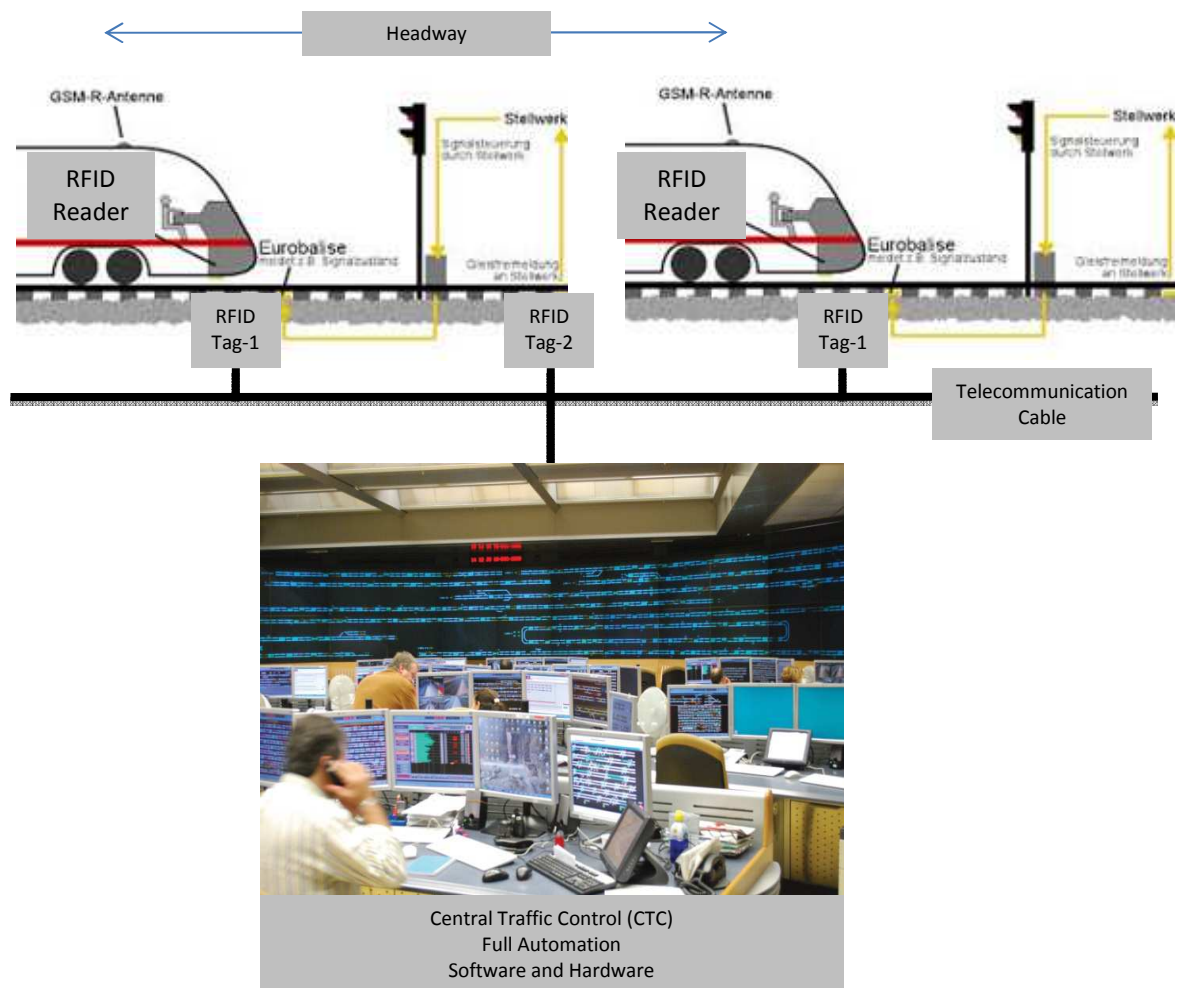 Headway
GSM-R-Antenne
Stellwerk
Signalsteuerung
durch Stellwerk
RFID
Reader
Eurobalise
meldet z.B. Signalzustand
Gleisfreimeldung
an Stellwerk
RFID
Tag-1
RFID
Tag-2
GSM-R-Antenne
Stellwerk
Signalsteuerung
durch Stellwerk
RFID
Reader
Eurobalise
meldet z.B. Signalzustand
Gleisfreimeldung
an Stellwerk
RFID
Tag-1
Telecommunication
Cable
Central Traffic Control (CTC)
Full Automation
Software and Hardware